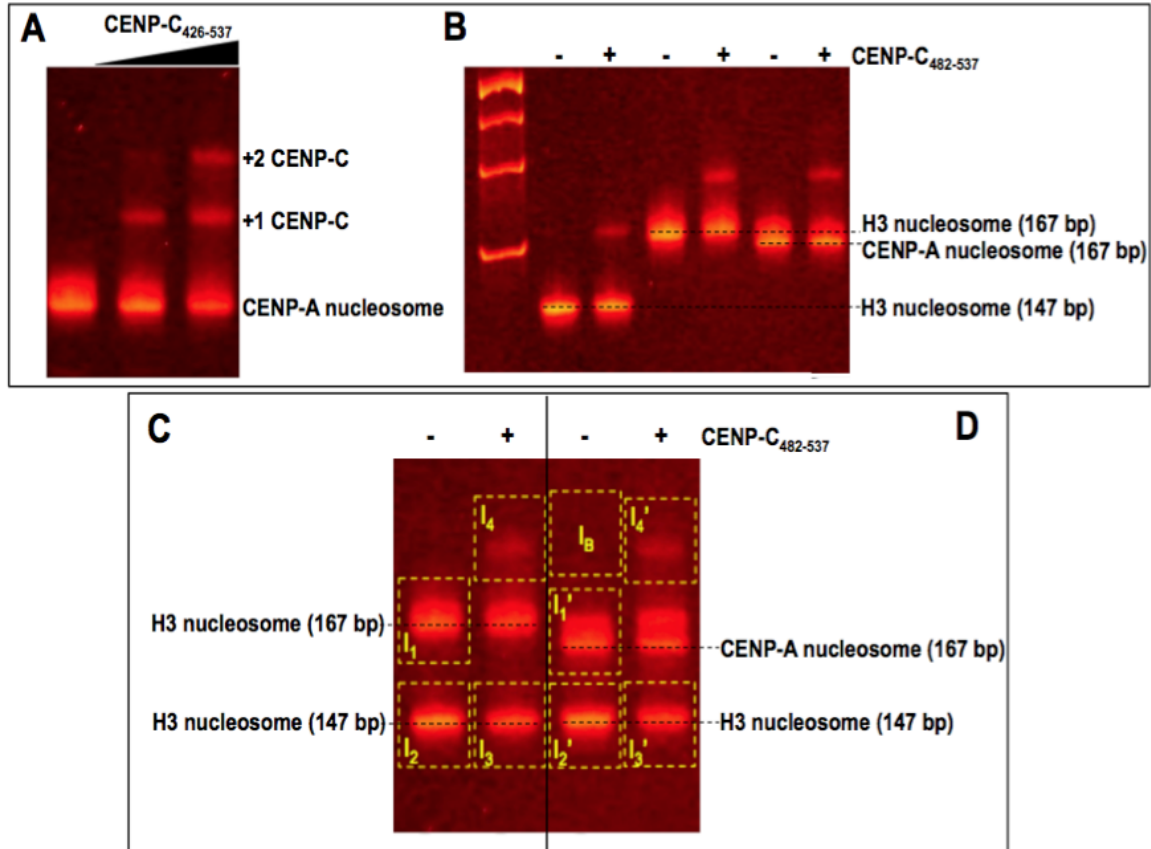 A
CENP-C426-537
+2 CENP-C
+1 CENP-C
CENP-A nucleosome
B
- + - + - + CENP-C482-537
H3 nucleosome (167 bp)
CENP-A nucleosome (167 bp)
H3 nucleosome (147 bp)
C
- + - + CENP-C482-537
D
I4
IB
I4'
H3 nucleosome (167 bp)
I1
I1'
CENP-A nucleosome (167 bp)
H3 nucleosome (147 bp)
H3 nucleosome (147 bp)
I2
I3
I2'
I3'